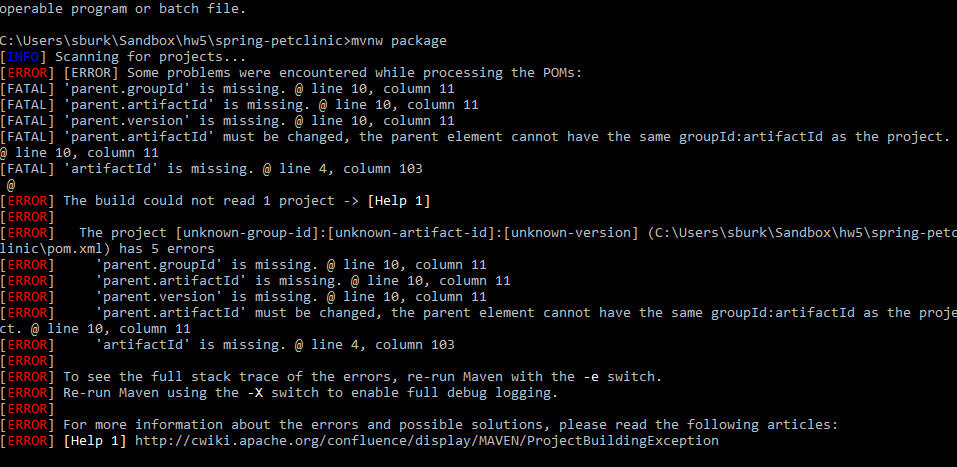 operable program or batch file.
C:\Users\sburk\Sandbox\hw5\spring-petclinic>mvnw package
[INFO] Scanning for projects...
[ERROR] [ERROR] Some problems were encountered while processing the POMs:
[FATAL] 'parent.groupId' is missing. @ line 10, column 11
[FATAL] 'parent.artifactId' is missing. @ line 10, column 11
[FATAL] 'parent.version' is missing. @ line 10, column 11
[FATAL] 'parent.artifactId' must be changed, the parent element cannot have the same groupId:artifactId as the project.
@ line 10, column 11
[FATAL] 'artifactId' is missing. @ line 4, column 103
 @
[ERROR] The build could not read 1 project -> [Help 1]
[ERROR]
[ERROR]   The project [unknown-group-id]:[unknown-artifact-id]:[unknown-version] (C:\Users\sburk\Sandbox\hw5\spring-petc
linic\pom.xml) has 5 errors
[ERROR]     'parent.groupId' is missing. @ line 10, column 11
[ERROR]     'parent.artifactId' is missing. @ line 10, column 11
[ERROR]     'parent.version' is missing. @ line 10, column 11
[ERROR]     'parent.artifactId' must be changed, the parent element cannot have the same groupId:artifactId as the proje
ct. @ line 10, column 11
[ERROR]     'artifactId' is missing. @ line 4, column 103
[ERROR]
[ERROR] To see the full stack trace of the errors, re-run Maven with the -e switch.
[ERROR] Re-run Maven using the -X switch to enable full debug logging.
[ERROR]
[ERROR] For more information about the errors and possible solutions, please read the following articles:
[ERROR] [Help 1] http://cwiki.apache.org/confluence/display/MAVEN/ProjectBuildingException